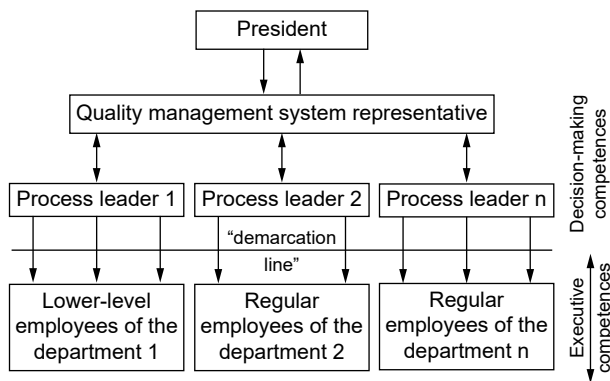 President
Quality management system representative
Process leader 1
Process leader 2
Process leader n
“demarcation
line”
Lower-level
employees of the
department 1
Regular
employees of the
department 2
Regular
employees of the
department n
Decision-making
competences
Executive
competences